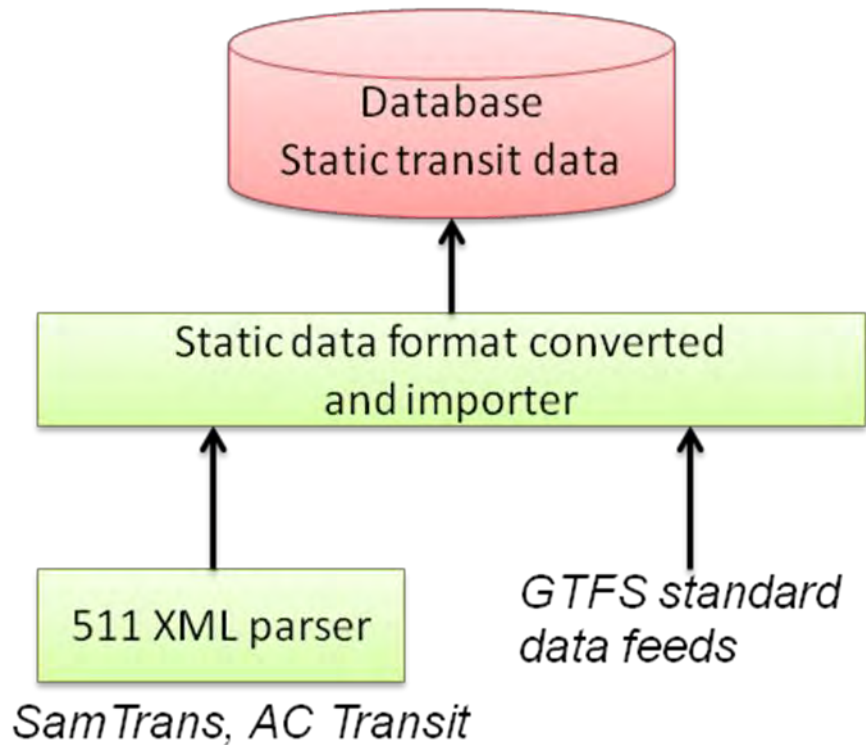 Database
Static transit data
Static data format converted
and importer
511 XML parser
GTFS standard
data feeds
SamTrans, AC Transit